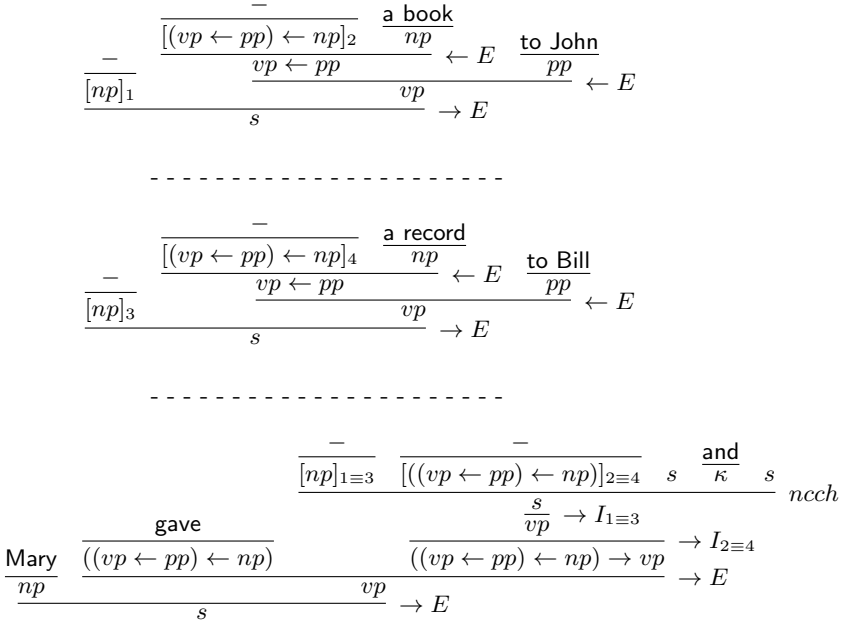 – a book
[(vp ← pp) ← np]₂ np ← E to John
– vp ← pp pp ← E
[np]₁ vp → E
s
- - - - - - - - - - - - - - - - - - - - - -
– a record
[(vp ← pp) ← np]₄ np ← E to Bill
– vp ← pp pp ← E
[np]₃ vp → E
s
- - - - - - - - - - - - - - - - - - - - - -
– – and
[np]₁≡₃ [((vp ← pp) ← np)]₂≡₄ s κ s ncch
s
gave vp → I₁≡₃
Mary ((vp ← pp) ← np) ((vp ← pp) ← np) → vp → I₂≡₄
np vp → E
s → E